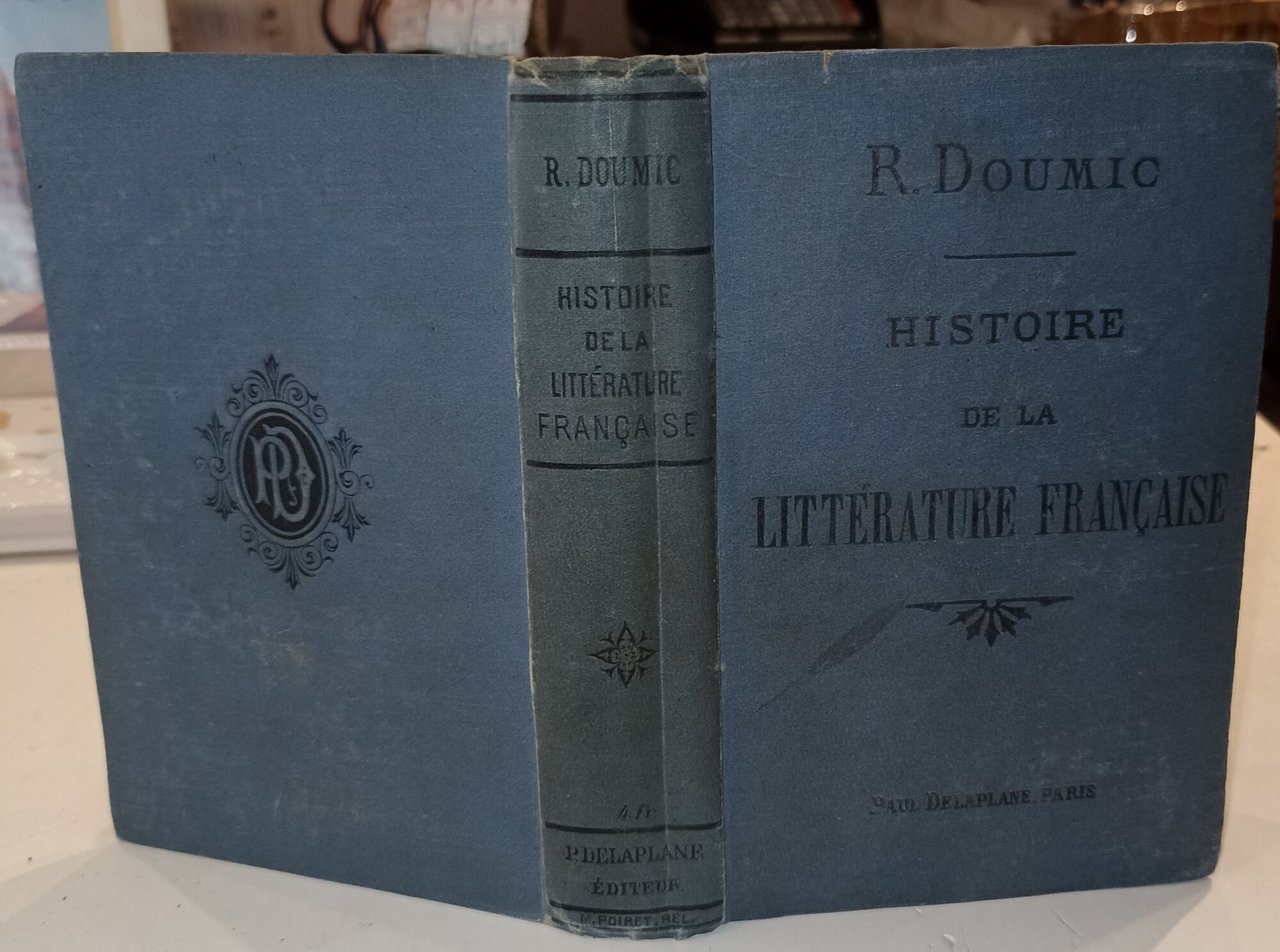 PD
R. DOUMIC
HISTOIRE
DE LA
LITTÉRATURE
FRANÇAISE
4 fr.
P. DELAPLANE
ÉDITEUR
M. POIRET, REL.
R. DOUMIC
HISTOIRE
DE LA
LITTÉRATURE FRANÇAISE
PAUL DELAPLANE. PARIS